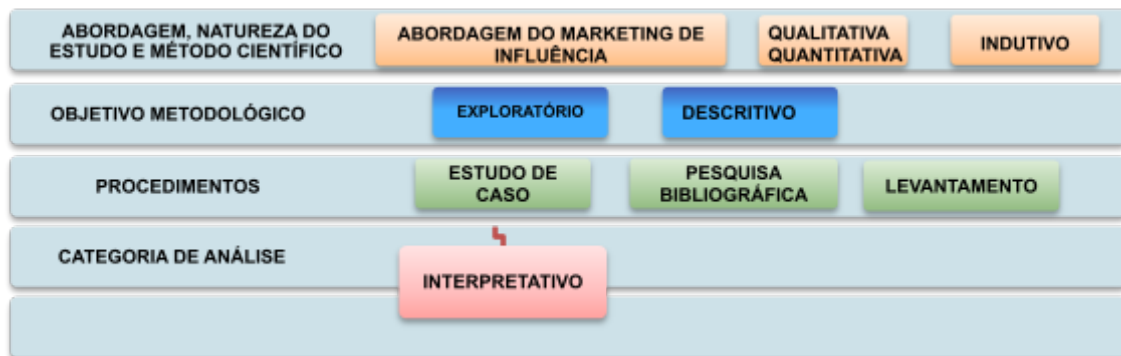 ABORDAGEM, NATUREZA DO
ESTUDO E MÉTODO CIENTÍFICO
ABORDAGEM DO MARKETING DE
INFLUÊNCIA
QUALITATIVA
QUANTITATIVA
INDUTIVO
OBJETIVO METODOLÓGICO
EXPLORATÓRIO
DESCRITIVO
PROCEDIMENTOS
ESTUDO DE
CASO
PESQUISA
BIBLIOGRÁFICA
LEVANTAMENTO
CATEGORIA DE ANÁLISE
INTERPRETATIVO